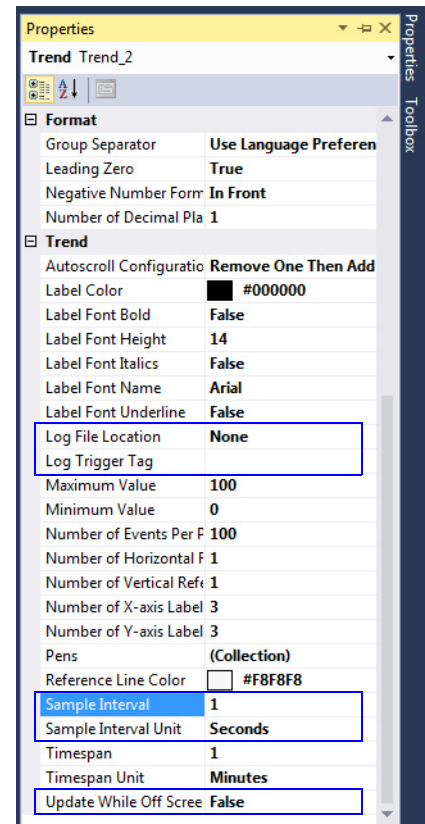 Properties
Trend Trend_2
Format
Group Separator Use Language Preferen
Leading Zero True
Negative Number Form In Front
Number of Decimal Pla 1
Trend
Autoscroll Configuratio Remove One Then Add
Label Color #000000
Label Font Bold False
Label Font Height 14
Label Font Italics False
Label Font Name Arial
Label Font Underline False
Log File Location None
Log Trigger Tag
Maximum Value 100
Minimum Value 0
Number of Events Per P 100
Number of Horizontal F 1
Number of Vertical Refe 1
Number of X-axis Label 3
Number of Y-axis Label 3
Pens (Collection)
Reference Line Color #F8F8F8
Sample Interval 1
Sample Interval Unit Seconds
Timespan 1
Timespan Unit Minutes
Update While Off Scree False
Properties
Toolbox